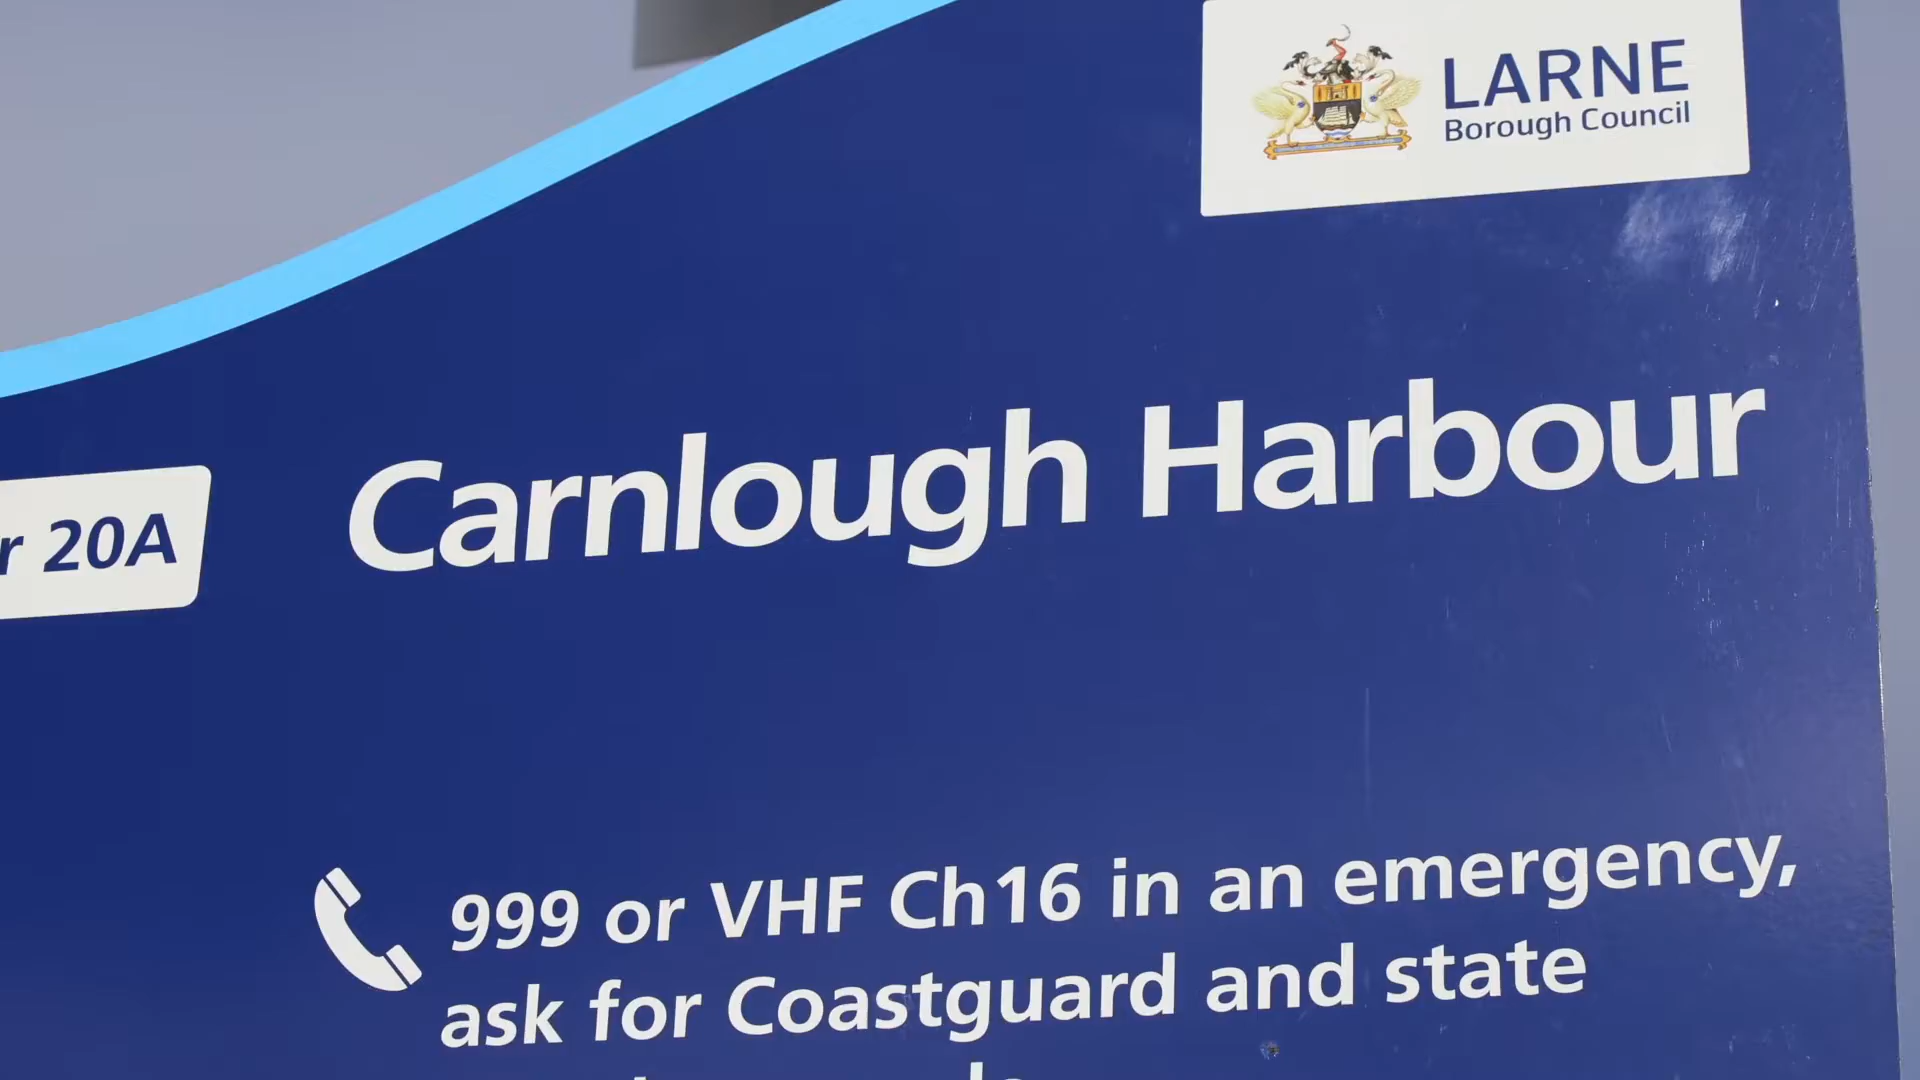 LARNE
Borough Council
Carnlough Harbour
20A
999 or VHF Ch16 in an emergency,
ask for Coastguard and state